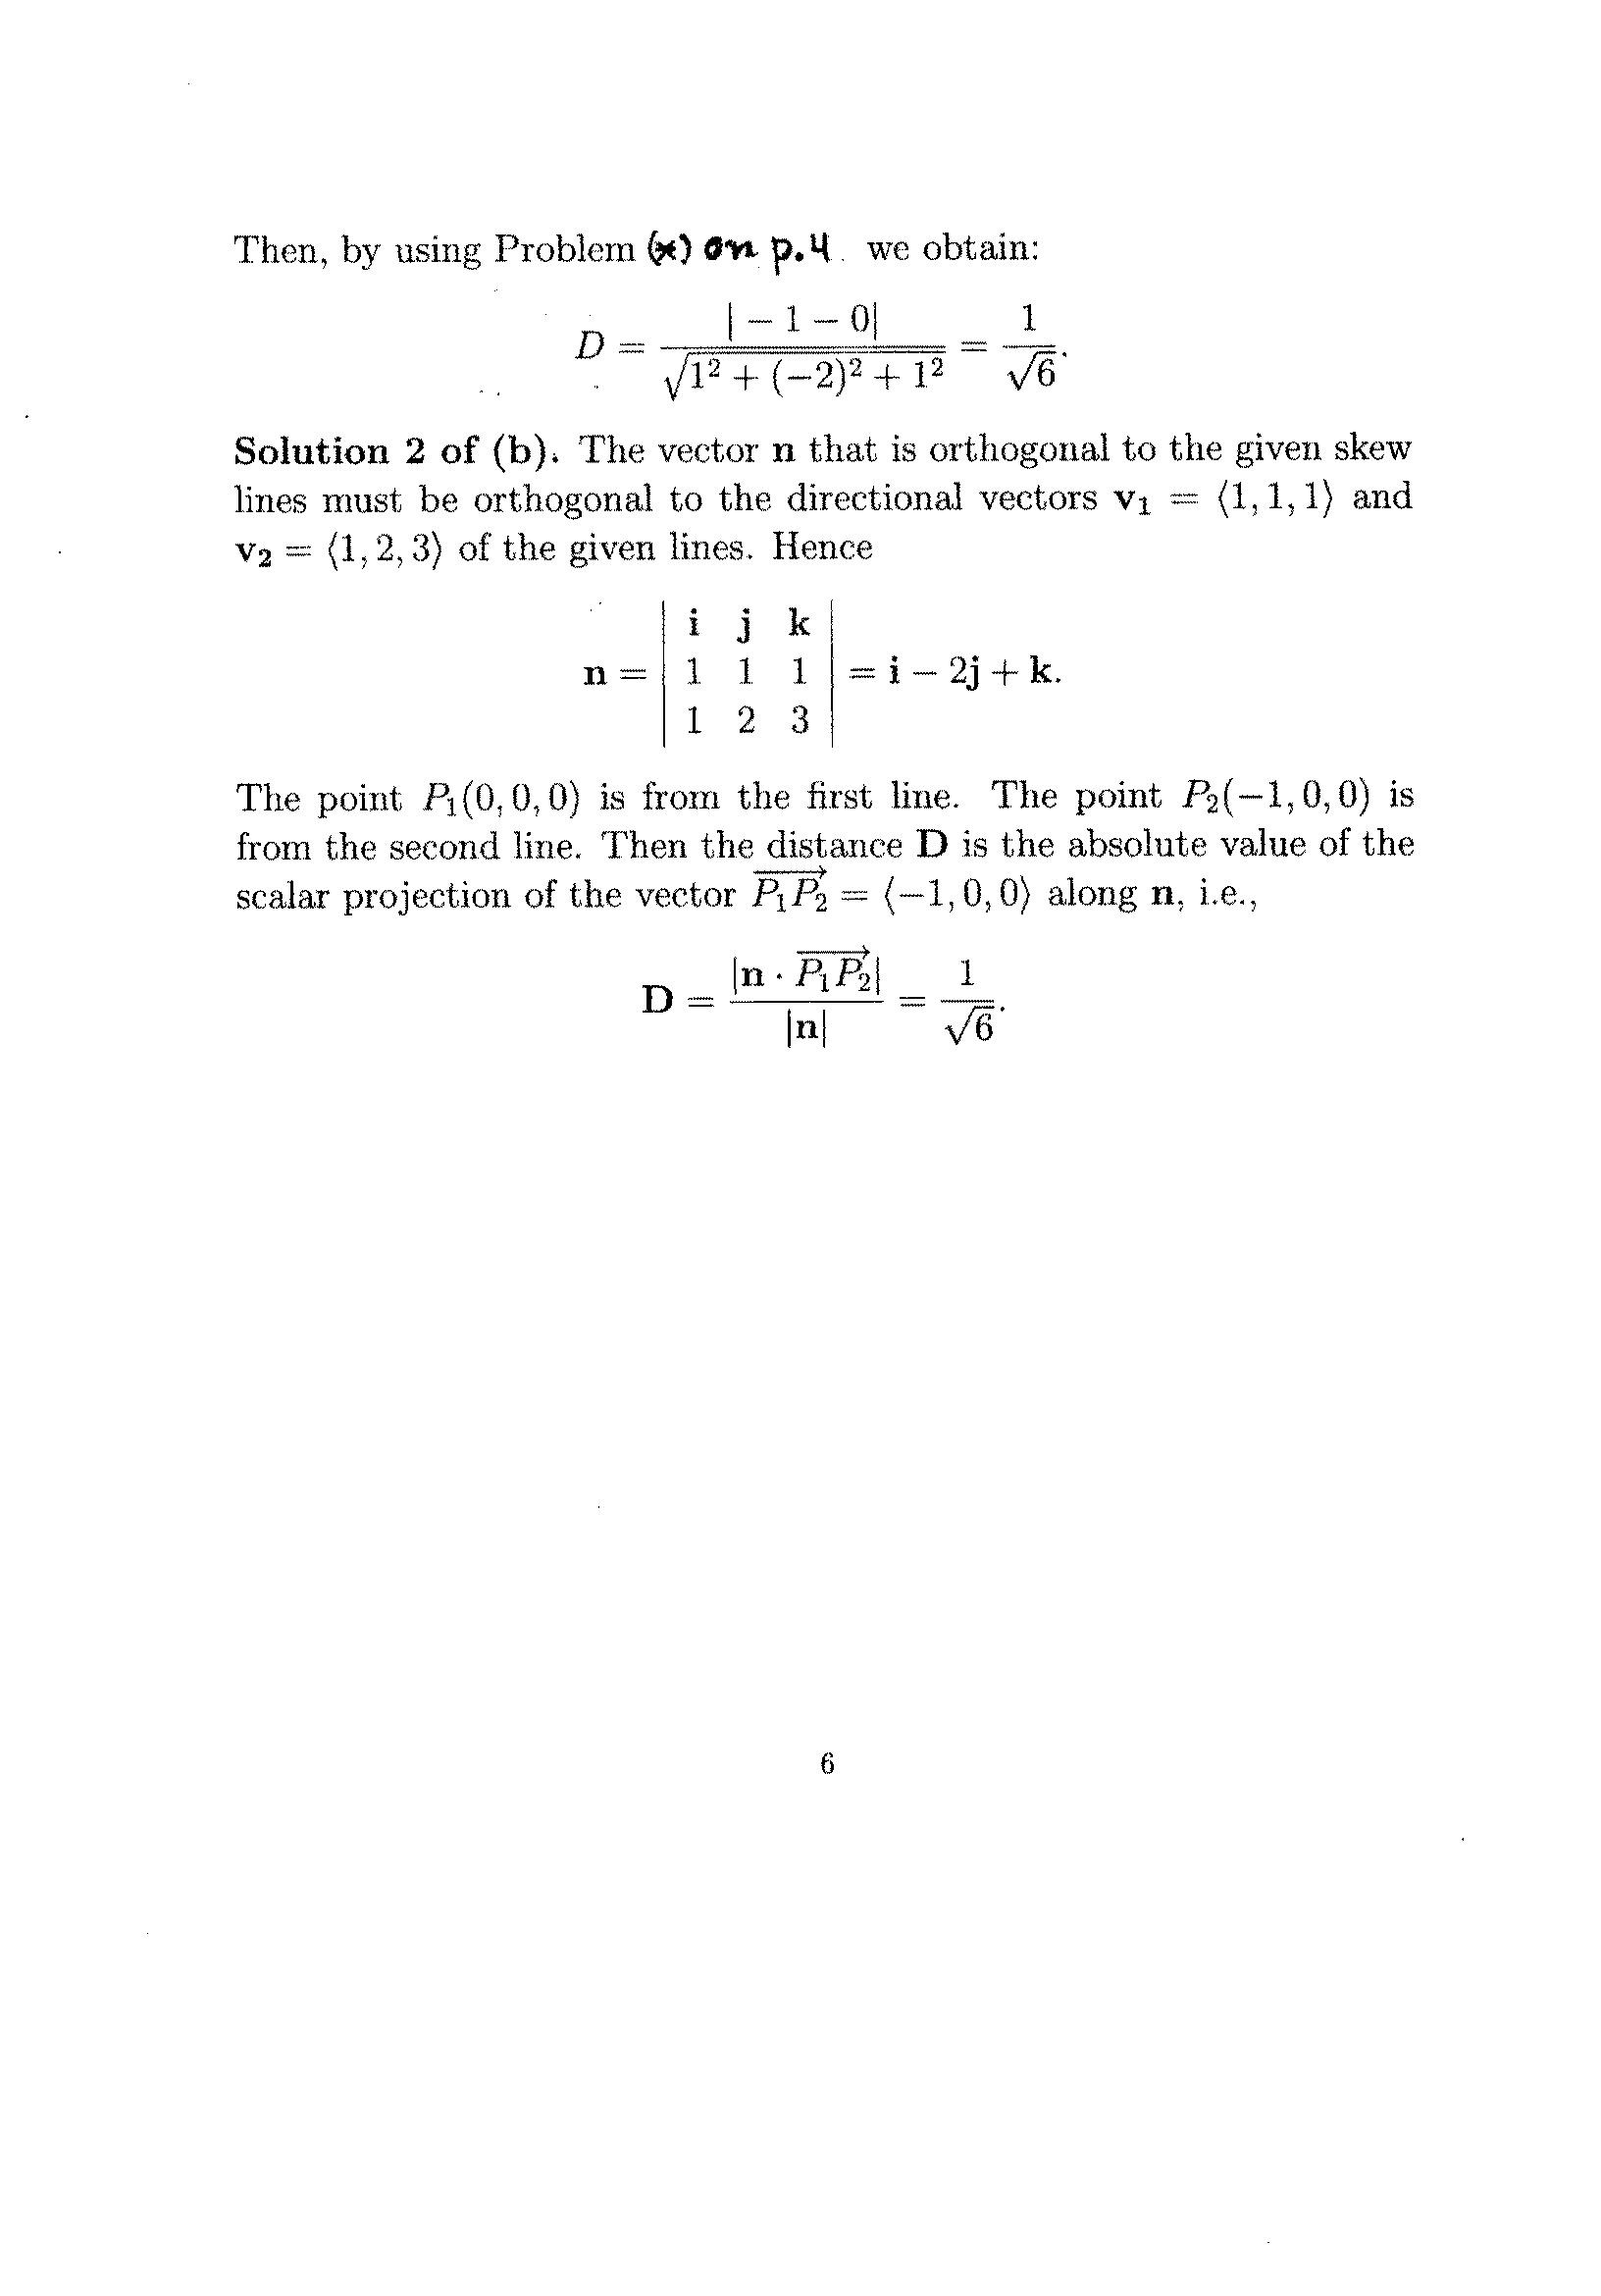 Then, by using Problem (*) on p.4. we obtain:
D = |−1−0| / √(1² + (−2)² + 1²) = 1/√6.
Solution 2 of (b). The vector n that is orthogonal to the given skew
lines must be orthogonal to the directional vectors v₁ = ⟨1, 1, 1⟩ and
v₂ = ⟨1, 2, 3⟩ of the given lines. Hence
n = | i j k |
| 1 1 1 | = i − 2j + k.
| 1 2 3 |
The point P₁(0, 0, 0) is from the first line. The point P₂(−1, 0, 0) is
from the second line. Then the distance D is the absolute value of the
scalar projection of the vector P₁P₂⃗ = ⟨−1, 0, 0⟩ along n, i.e.,
D = |n · P₁P₂⃗| / |n| = 1/√6.
6